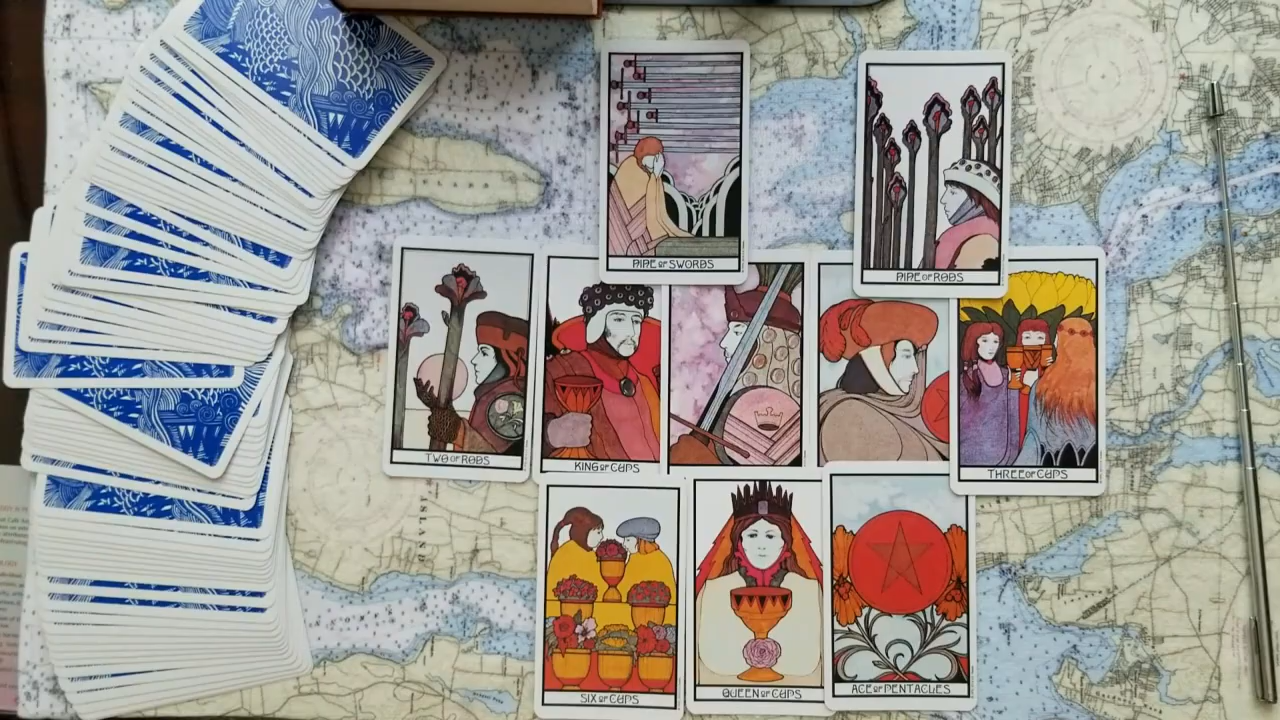 NINE OF SWORDS
NINE OF RODS
TWO OF RODS
KING OF CUPS
THREE OF CUPS
SIX OF CUPS
QUEEN OF CUPS
ACE OF PENTACLES
ISLAND